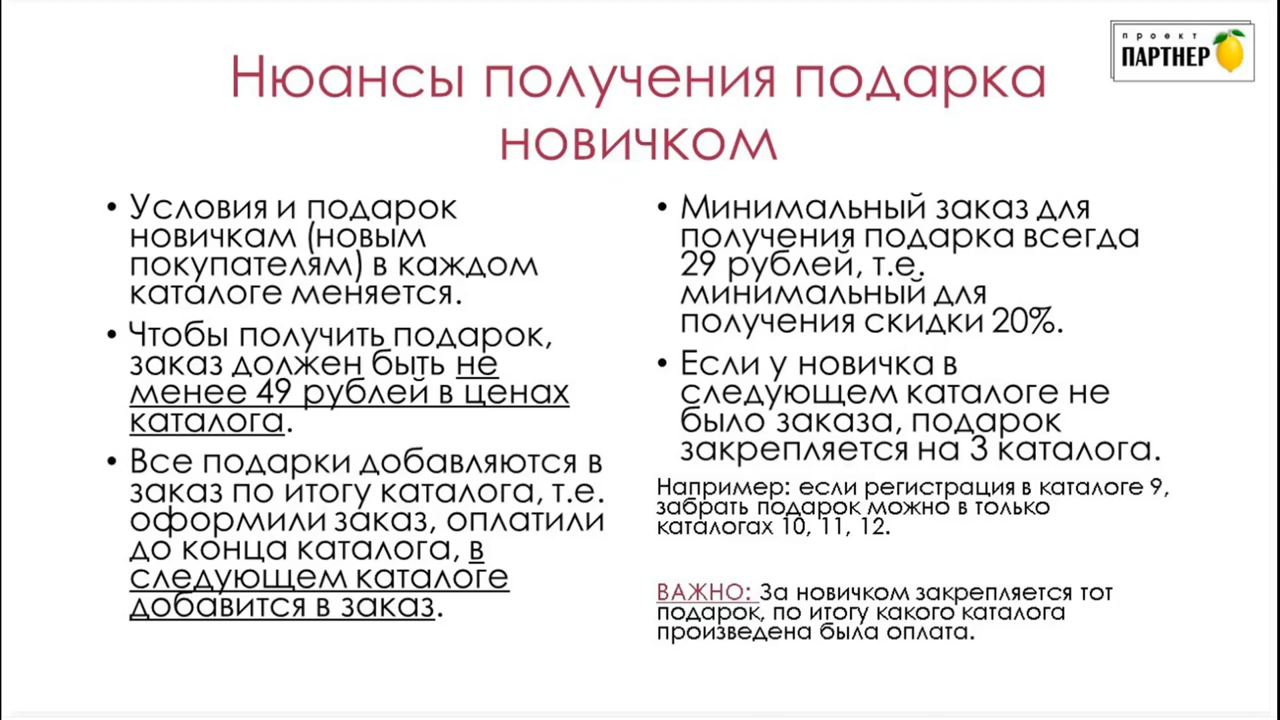 проект
ПАРТНЕР
Нюансы получения подарка
новичком
• Условия и подарок
новичкам (новым
покупателям) в каждом
каталоге меняется.
• Чтобы получить подарок,
заказ должен быть не
менее 49 рублей в ценах
каталога.
• Все подарки добавляются в
заказ по итогу каталога, т.е.
оформили заказ, оплатили
до конца каталога, в
следующем каталоге
добавится в заказ.
• Минимальный заказ для
получения подарка всегда
29 рублей, т.е.
минимальный для
получения скидки 20%.
• Если у новичка в
следующем каталоге не
было заказа, подарок
закрепляется на 3 каталога.
Например: если регистрация в каталоге 9,
забрать подарок можно в только
каталогах 10, 11, 12.
ВАЖНО: За новичком закрепляется тот
подарок, по итогу какого каталога
произведена была оплата.